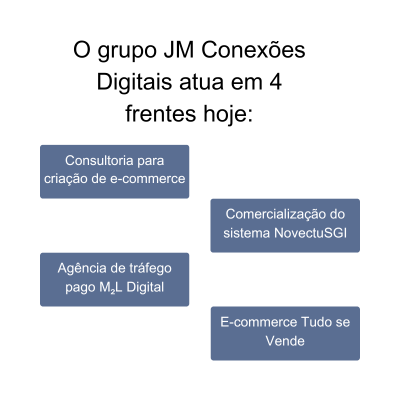 O grupo JM Conexões
Digitais atua em 4
frentes hoje:
Consultoria para
criação de e-commerce
Comercialização do
sistema NovectuSGI
Agência de tráfego
pago M₂L Digital
E-commerce Tudo se
Vende